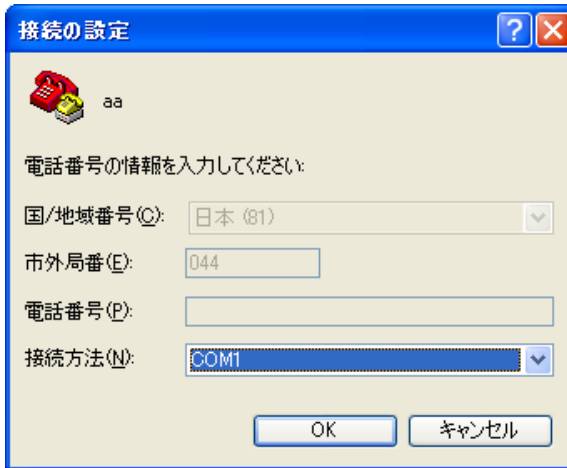 接続の設定
aa
電話番号の情報を入力してください:
国/地域番号(C): 日本 (81)
市外局番(E): 044
電話番号(P):
接続方法(N): COM1
OK キャンセル